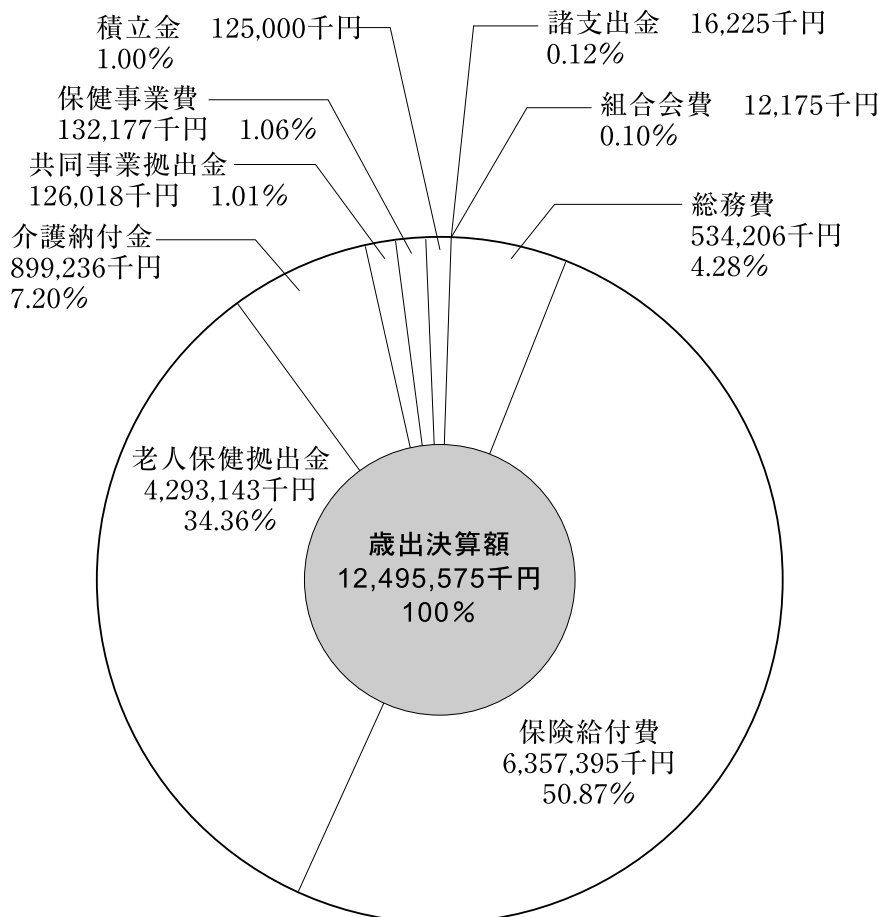 積立金　125,000千円
1.00%
諸支出金　16,225千円
0.12%
保健事業費
132,177千円　1.06%
組合会費　12,175千円
0.10%
共同事業拠出金
126,018千円　1.01%
総務費
534,206千円
4.28%
介護納付金
899,236千円
7.20%
老人保健拠出金
4,293,143千円
34.36%
歳出決算額
12,495,575千円
100%
保険給付費
6,357,395千円
50.87%